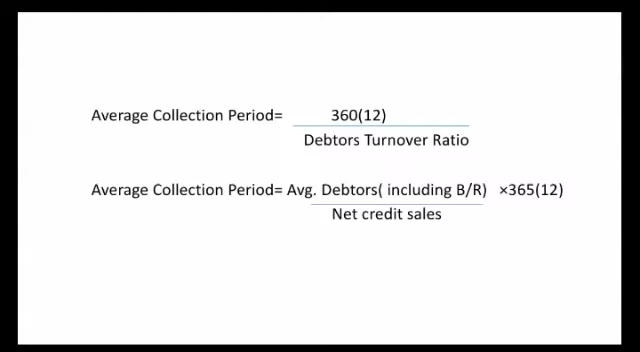 Average Collection Period= 360(12)
Debtors Turnover Ratio
Average Collection Period= Avg. Debtors( including B/R) ×365(12)
Net credit sales